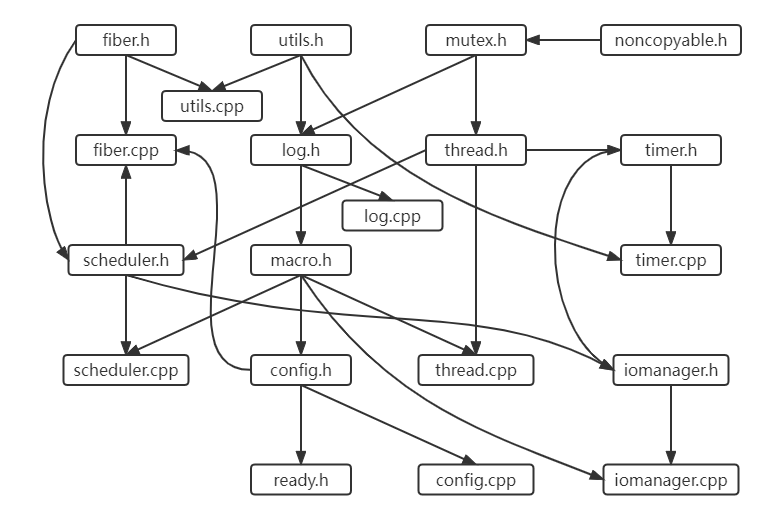 fiber.h
utils.h
mutex.h
noncopyable.h
utils.cpp
fiber.cpp
log.h
thread.h
timer.h
log.cpp
scheduler.h
macro.h
timer.cpp
scheduler.cpp
config.h
thread.cpp
iomanager.h
ready.h
config.cpp
iomanager.cpp